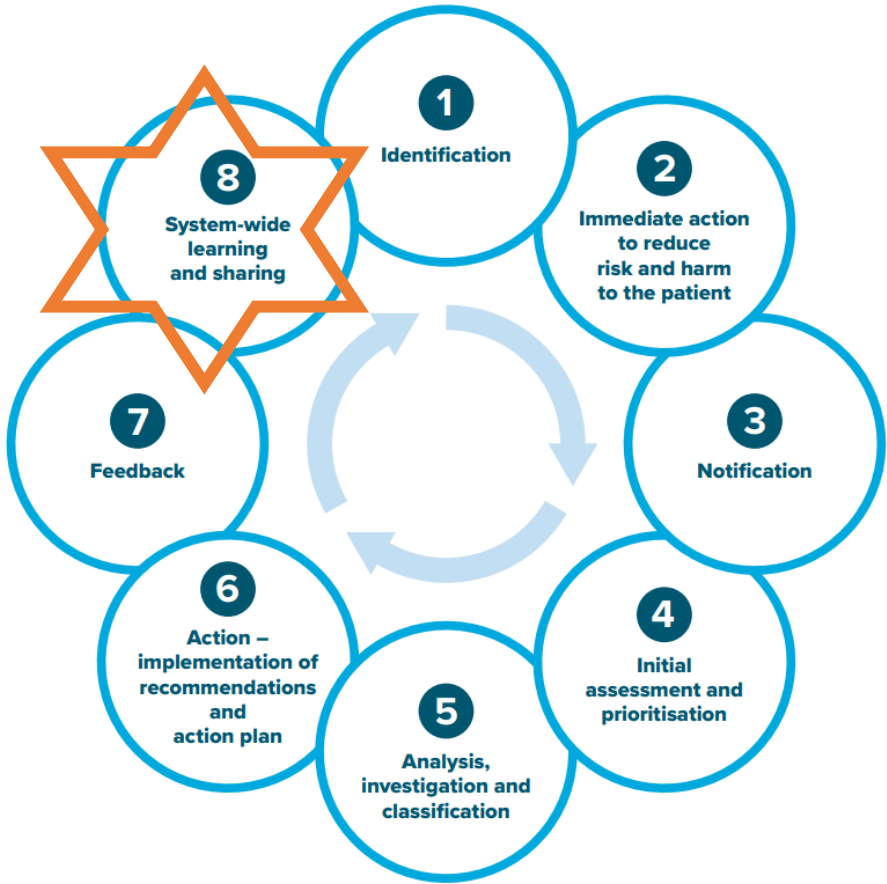 1
Identification
2
Immediate action
to reduce
risk and harm
to the patient
3
Notification
4
Initial
assessment and
prioritisation
5
Analysis,
investigation and
classification
6
Action –
implementation of
recommendations
and
action plan
7
Feedback
8
System-wide
learning
and sharing